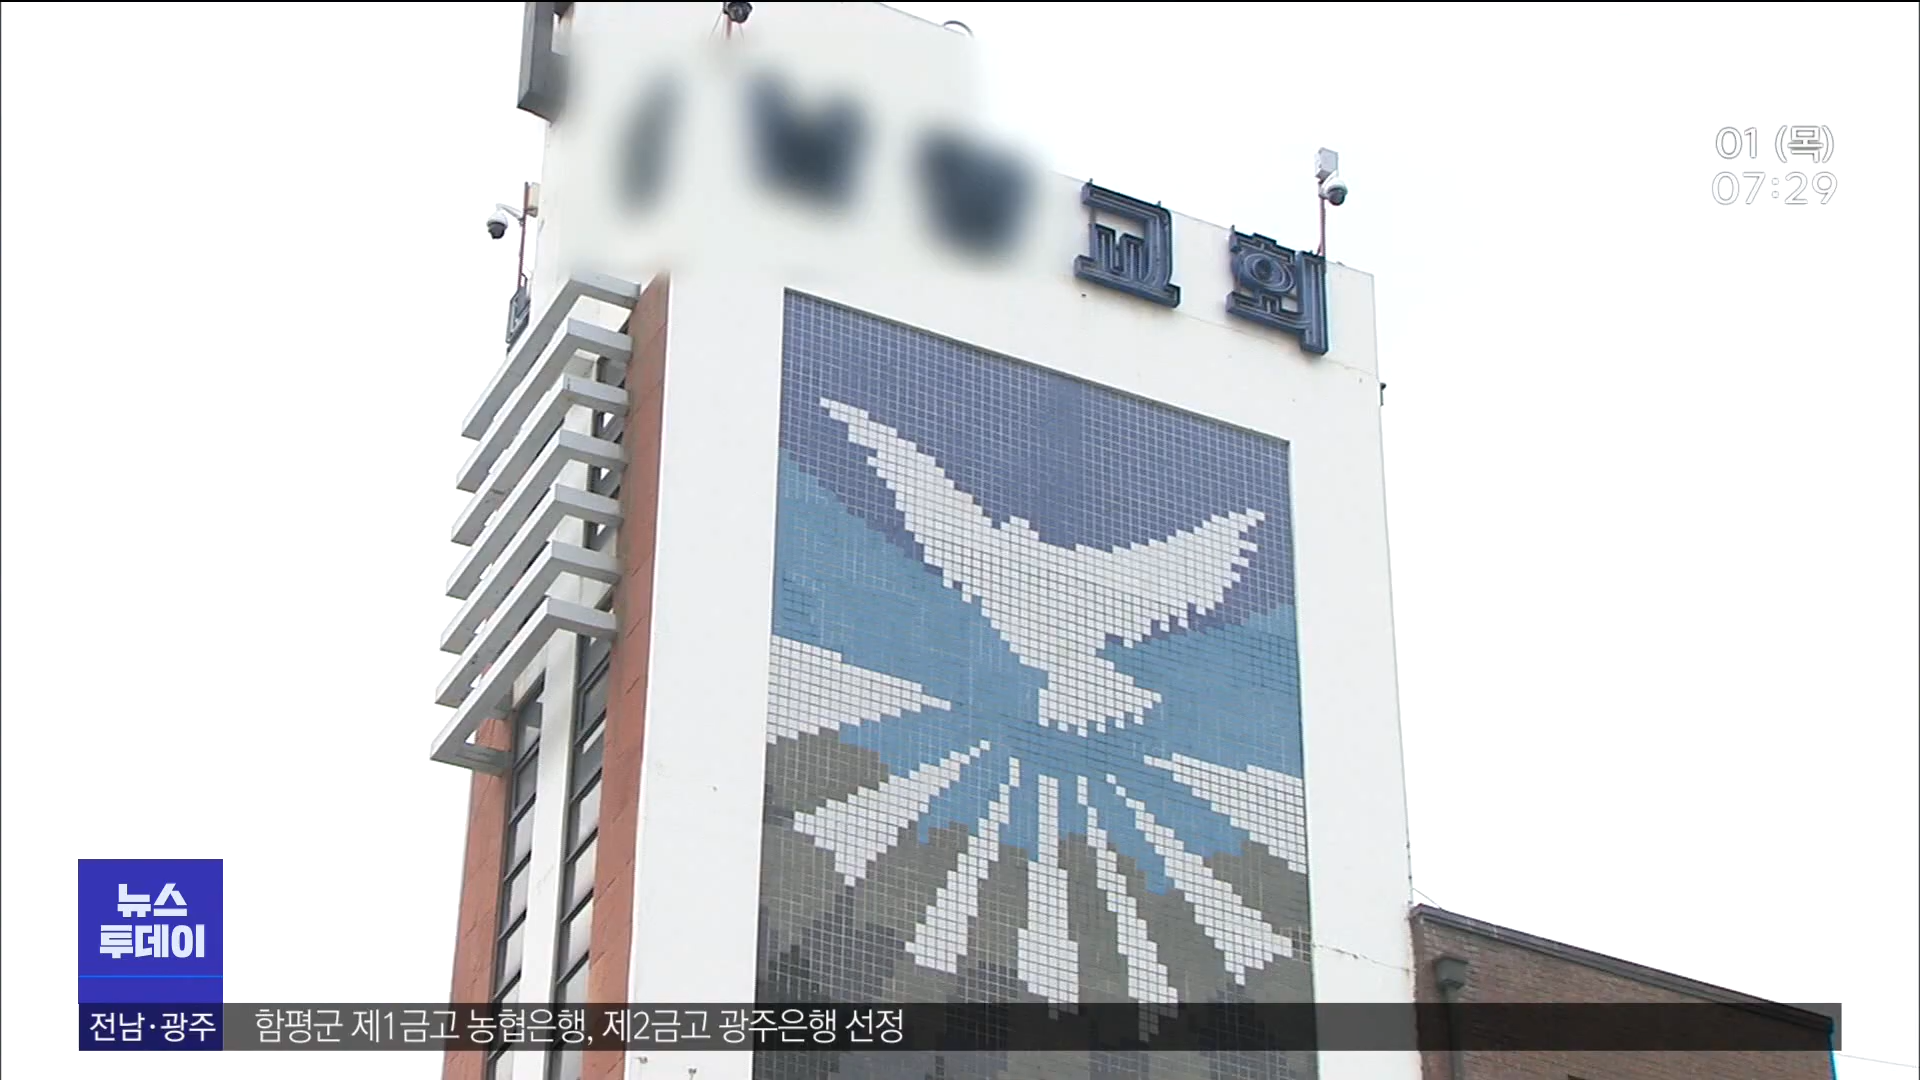 교회
01 (목)
07:29
뉴스
투데이
전남·광주
함평군 제1금고 농협은행, 제2금고 광주은행 선정